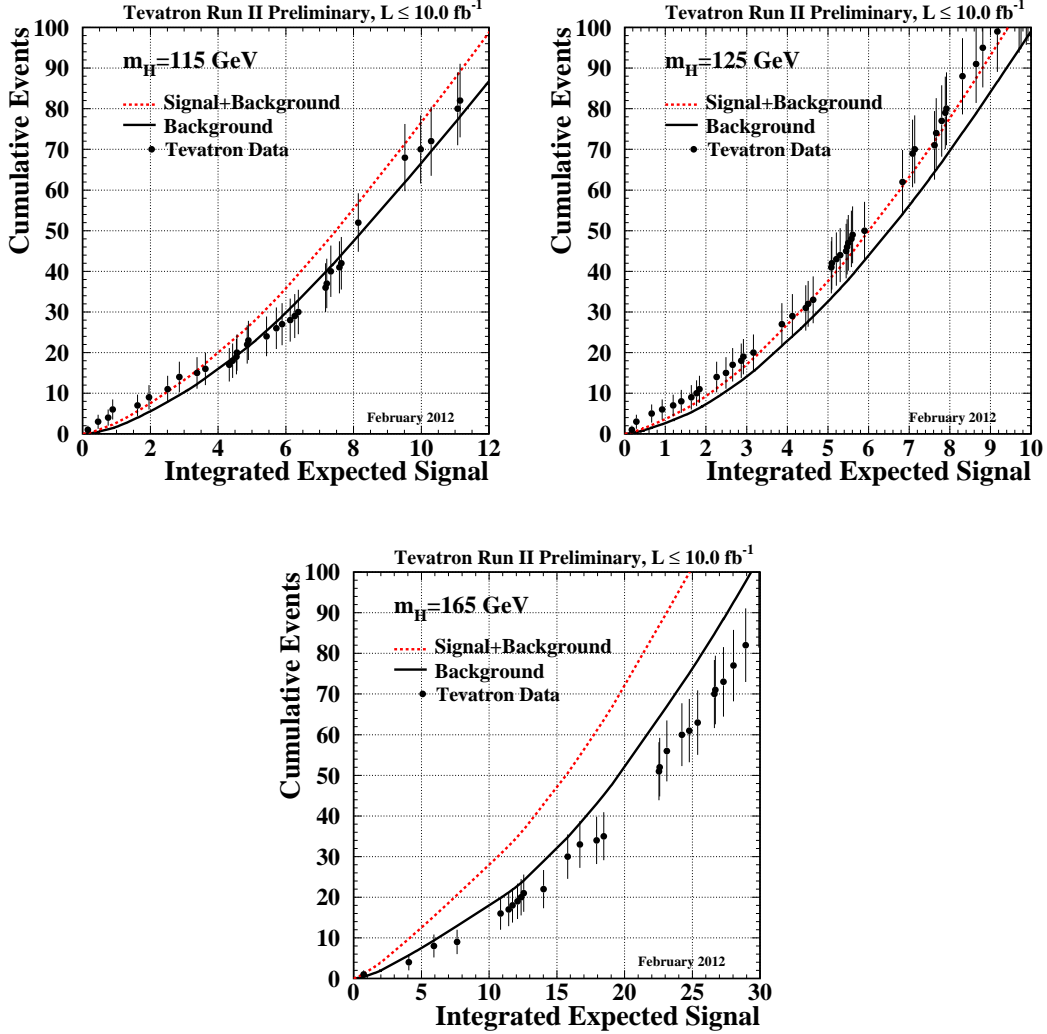 Tevatron Run II Preliminary, L ≤ 10.0 fb⁻¹
Cumulative Events
100
90
80
70
60
50
40
30
20
10
0
m_H=115 GeV
Signal+Background
Background
Tevatron Data
February 2012
0 2 4 6 8 10 12
Integrated Expected Signal
Tevatron Run II Preliminary, L ≤ 10.0 fb⁻¹
Cumulative Events
100
90
80
70
60
50
40
30
20
10
0
m_H=125 GeV
Signal+Background
Background
Tevatron Data
February 2012
0 1 2 3 4 5 6 7 8 9 10
Integrated Expected Signal
Tevatron Run II Preliminary, L ≤ 10.0 fb⁻¹
Cumulative Events
100
90
80
70
60
50
40
30
20
10
0
m_H=165 GeV
Signal+Background
Background
Tevatron Data
February 2012
0 5 10 15 20 25 30
Integrated Expected Signal